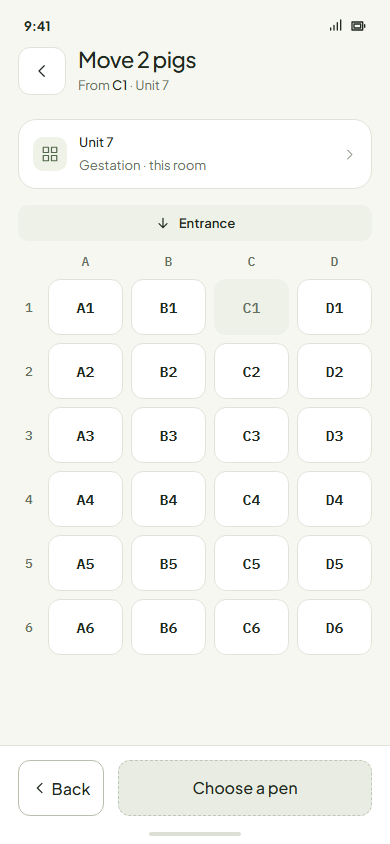 9:41
Move 2 pigs
From C1 · Unit 7
Unit 7
Gestation · this room
Entrance
A B C D
1 A1 B1 C1 D1
2 A2 B2 C2 D2
3 A3 B3 C3 D3
4 A4 B4 C4 D4
5 A5 B5 C5 D5
6 A6 B6 C6 D6
Back Choose a pen